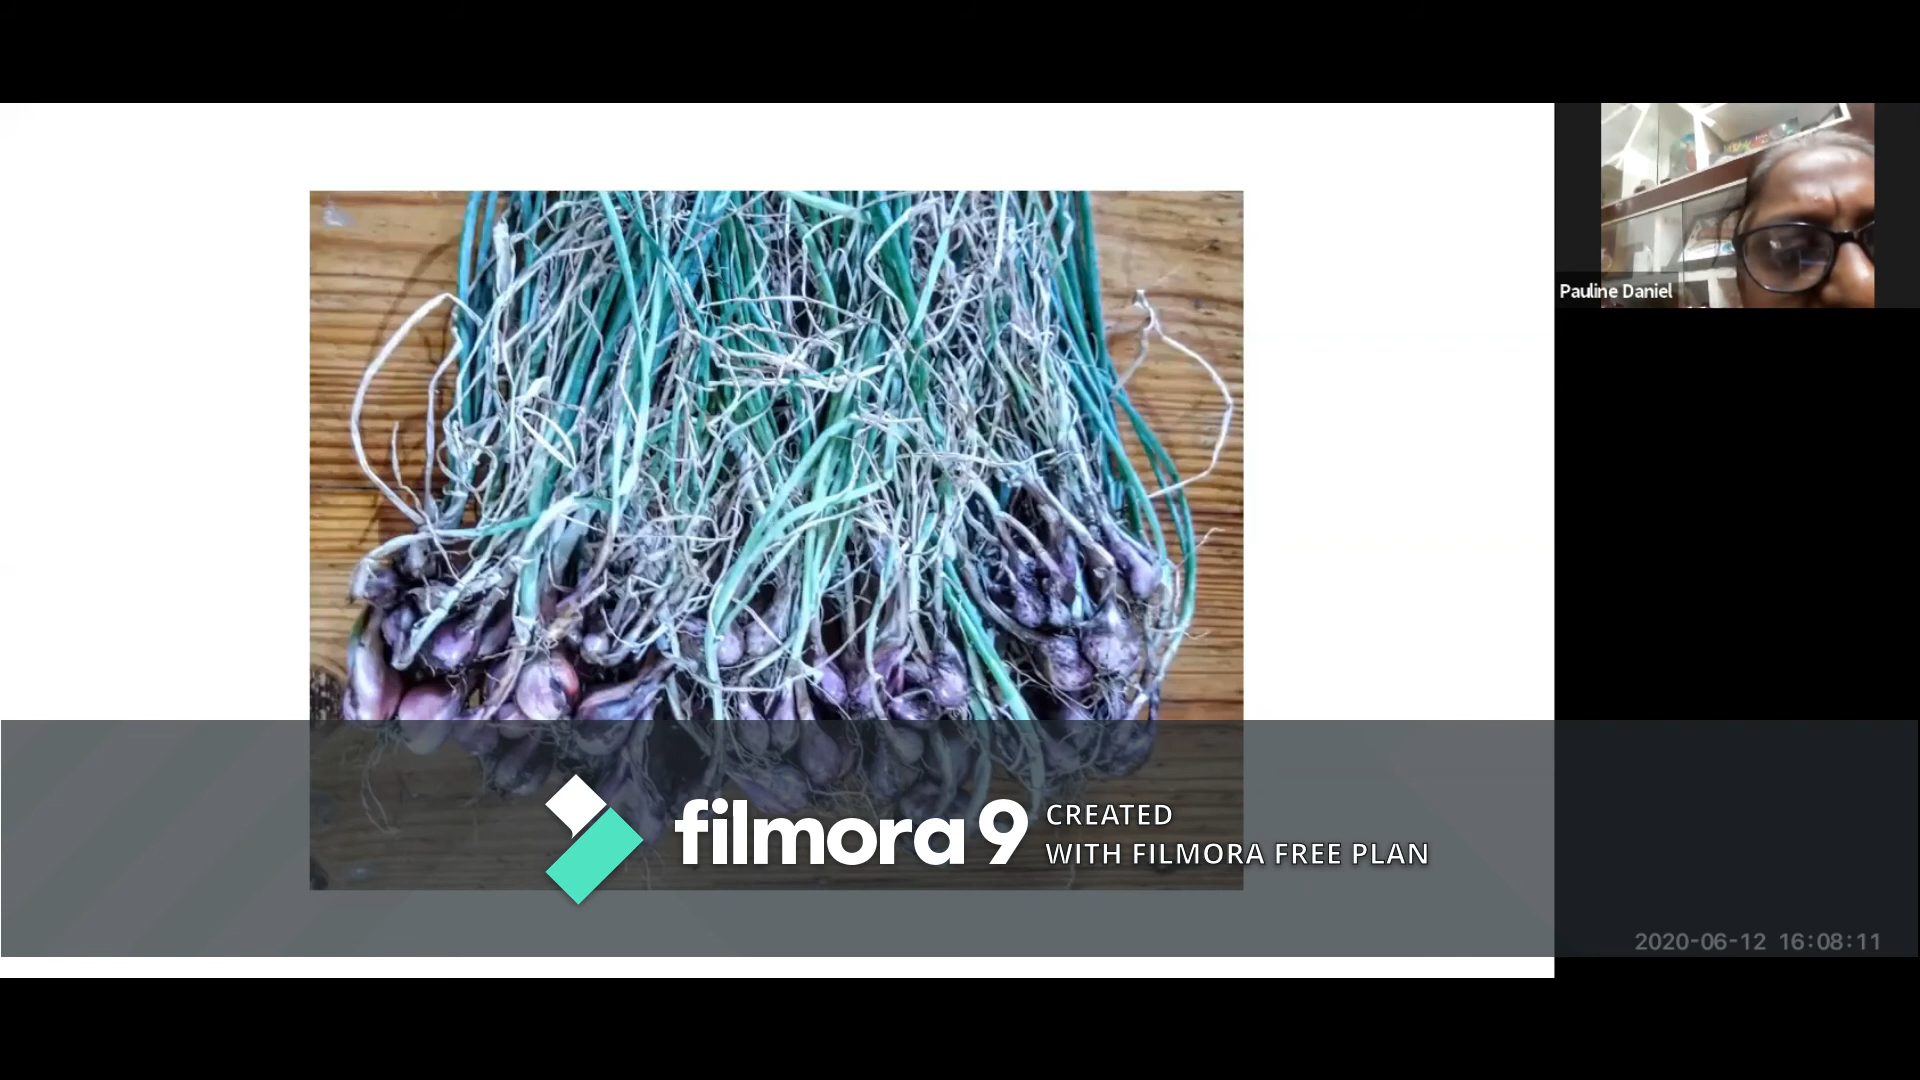 Pauline Daniel
filmora9
CREATED
WITH FILMORA FREE PLAN
2020-06-12 16:08:11